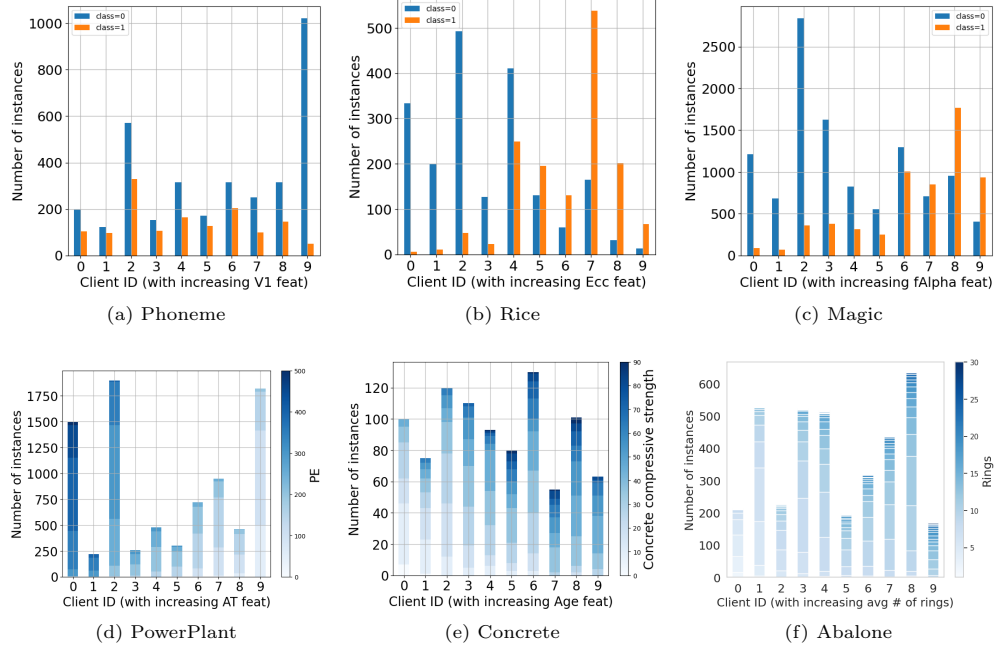 class=0
class=1
Number of instances
1000
800
600
400
200
0
0 1 2 3 4 5 6 7 8 9
Client ID (with increasing V1 feat)
(a) Phoneme
class=0
class=1
Number of instances
500
400
300
200
100
0
0 1 2 3 4 5 6 7 8 9
Client ID (with increasing Ecc feat)
(b) Rice
class=0
class=1
Number of instances
2500
2000
1500
1000
500
0
0 1 2 3 4 5 6 7 8 9
Client ID (with increasing fAlpha feat)
(c) Magic
Number of instances
1750
1500
1250
1000
750
500
250
0
0 1 2 3 4 5 6 7 8 9
Client ID (with increasing AT feat)
500
400
300
200
100
0
PE
(d) PowerPlant
Number of instances
120
100
80
60
40
20
0
0 1 2 3 4 5 6 7 8 9
Client ID (with increasing Age feat)
90
80
70
60
50
40
30
20
10
0
Concrete compressive strength
(e) Concrete
Number of instances
600
500
400
300
200
100
0
0 1 2 3 4 5 6 7 8 9
Client ID (with increasing avg # of rings)
30
25
20
15
10
5
Rings
(f) Abalone